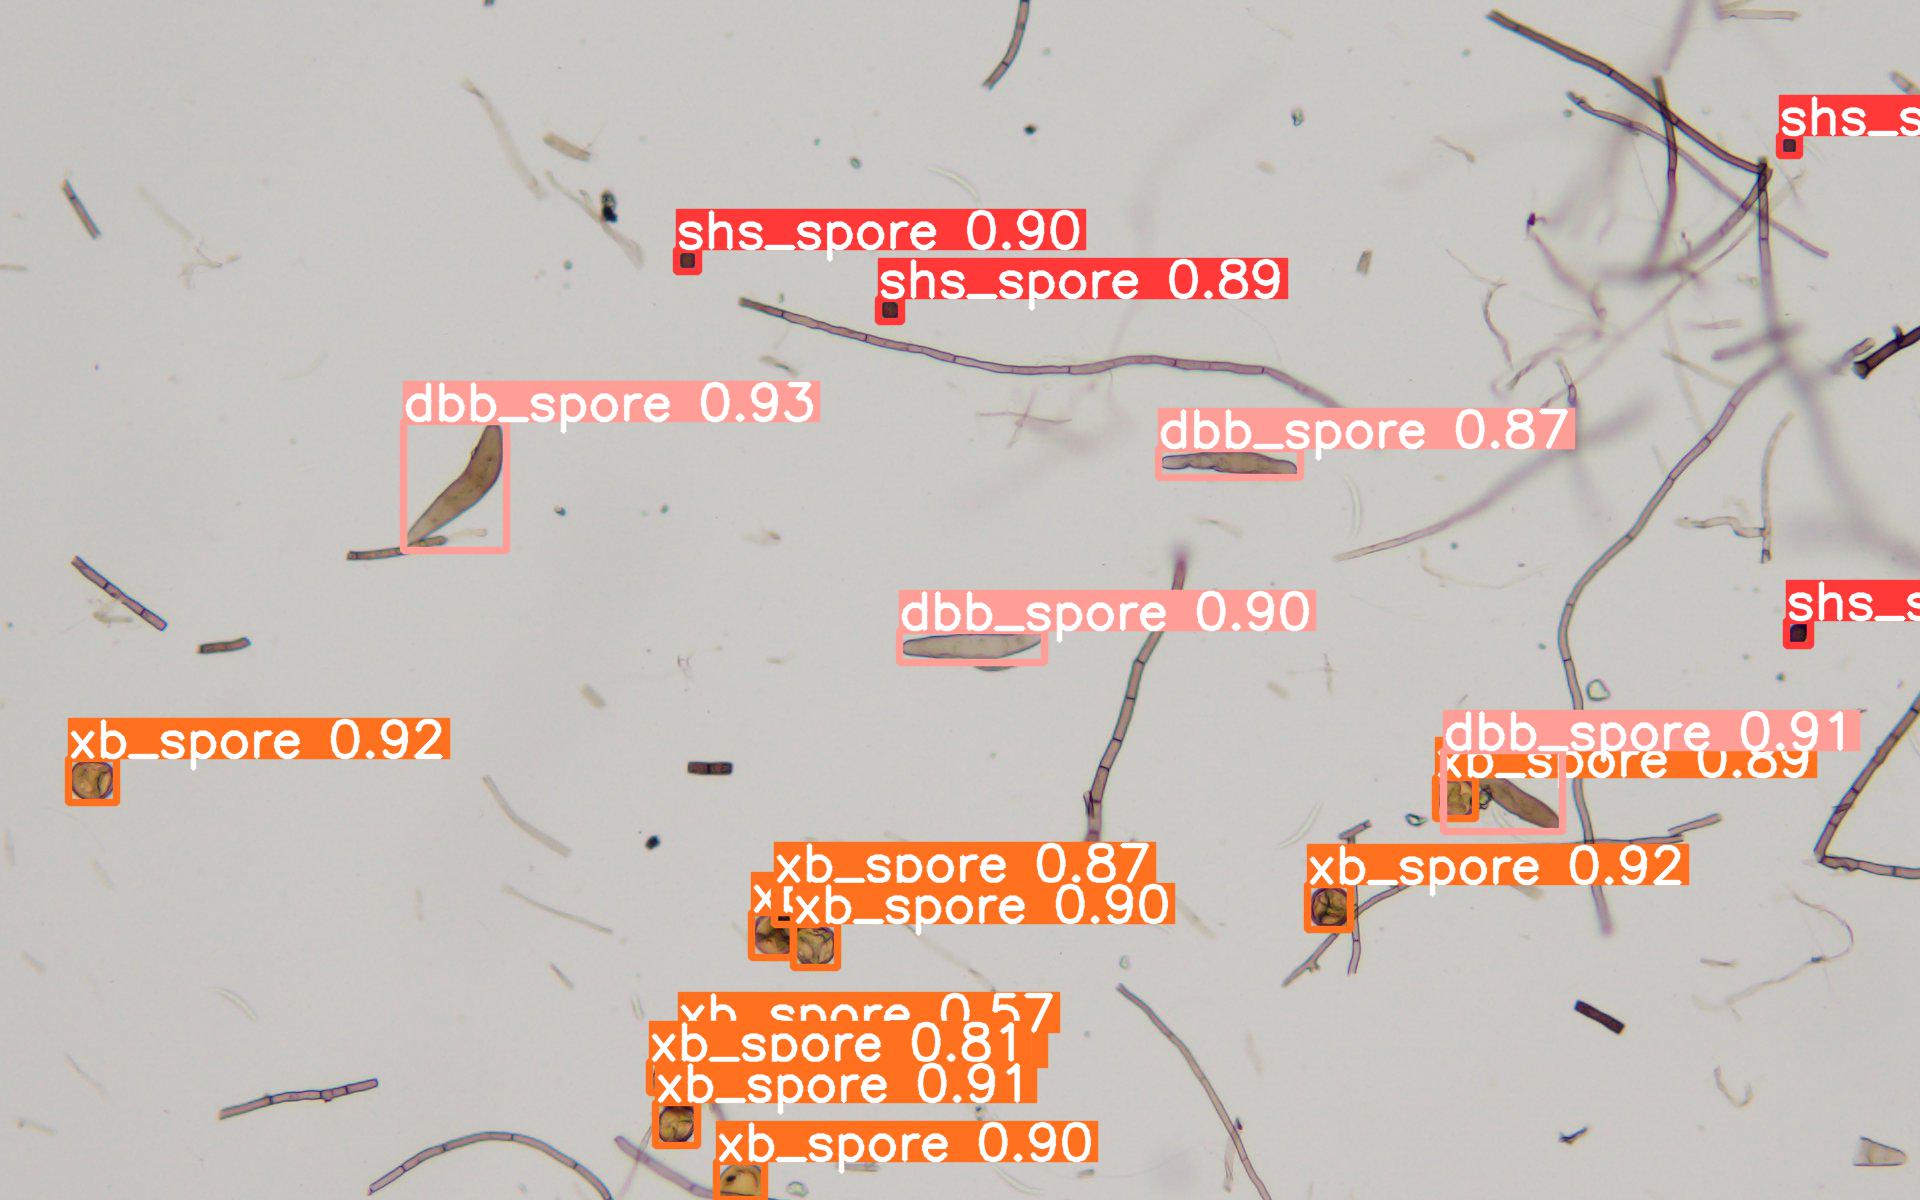 shs_s
shs_spore 0.90
shs_spore 0.89
dbb_spore 0.93
dbb_spore 0.87
shs_s
dbb_spore 0.90
dbb_spore 0.91
xb_spore 0.92
xb_spore 0.89
xb_spore 0.87
xb_spore 0.92
xb_spore 0.90
xb_spore 0.57
xb_spore 0.81
xb_spore 0.91
xb_spore 0.90